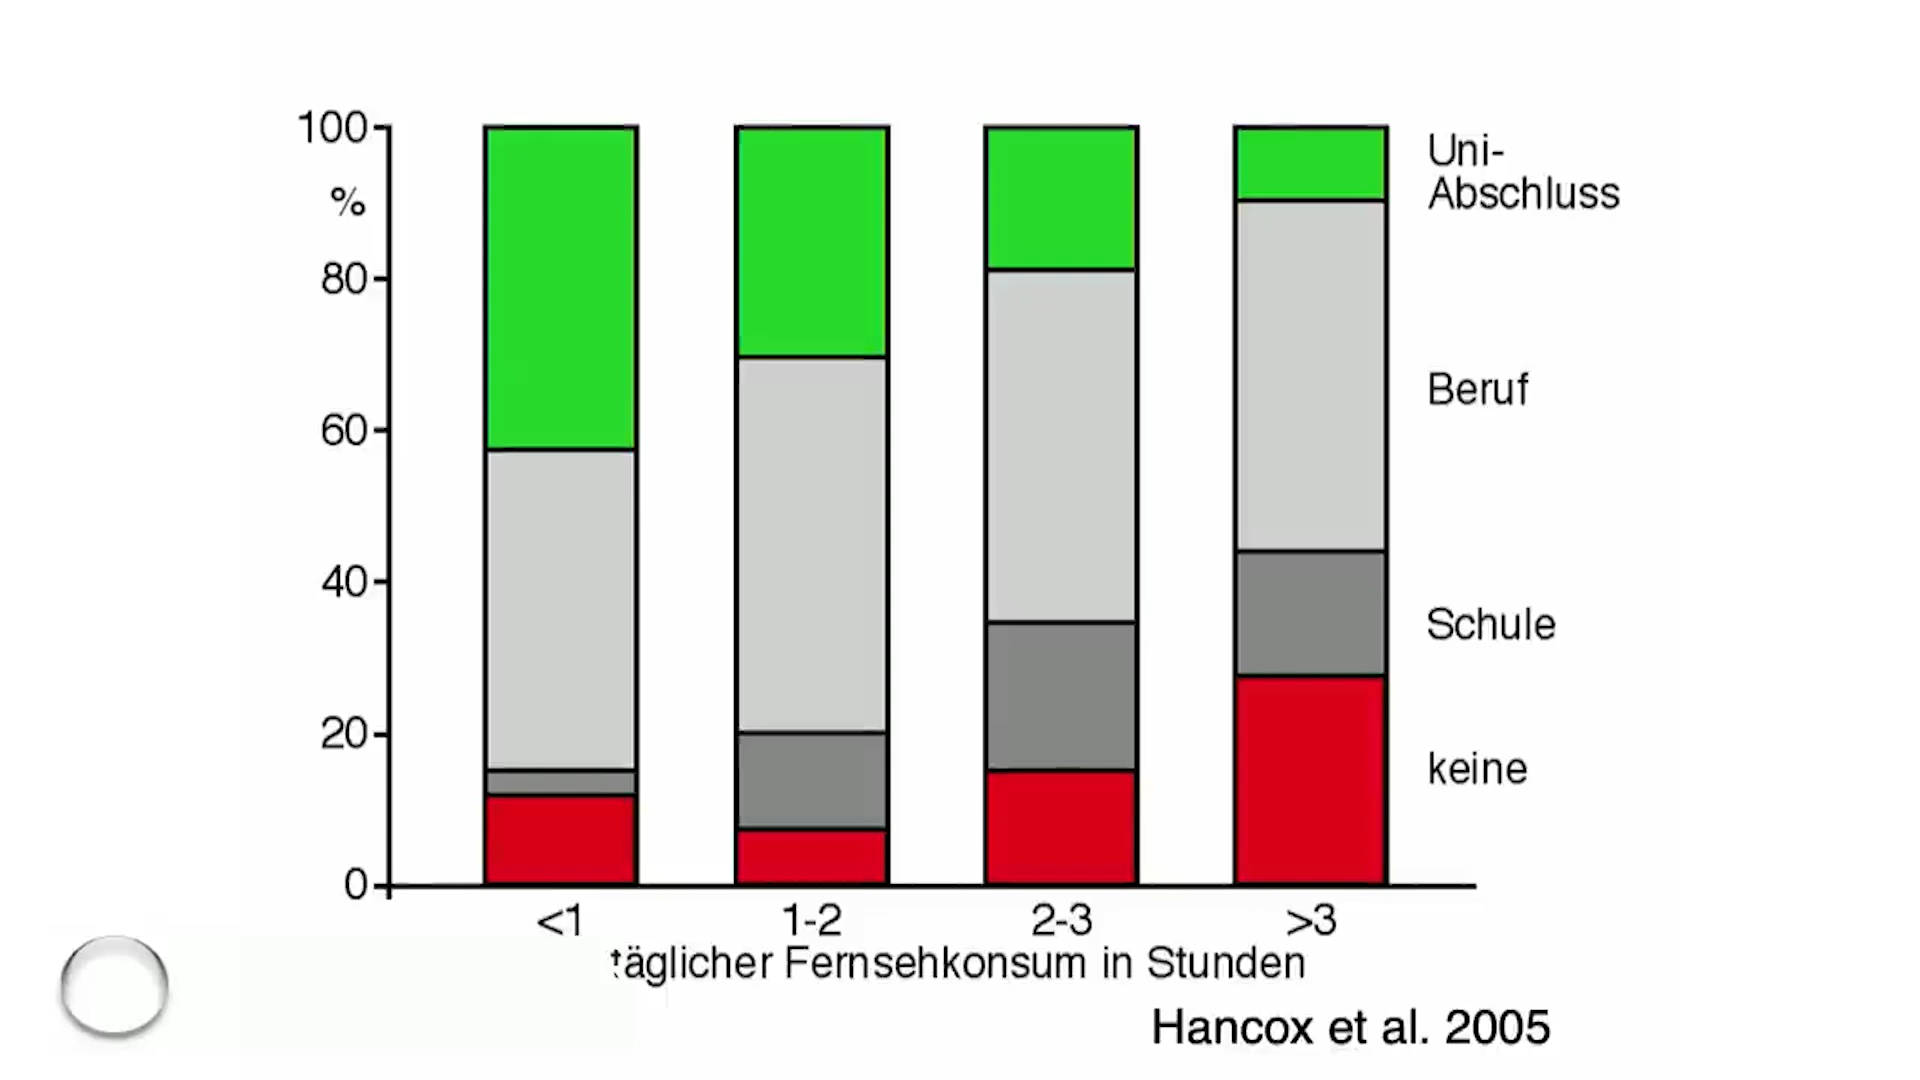 100
%
80
60
40
20
0
Uni-
Abschluss
Beruf
Schule
keine
<1 1-2 2-3 >3
täglicher Fernsehkonsum in Stunden
Hancox et al. 2005